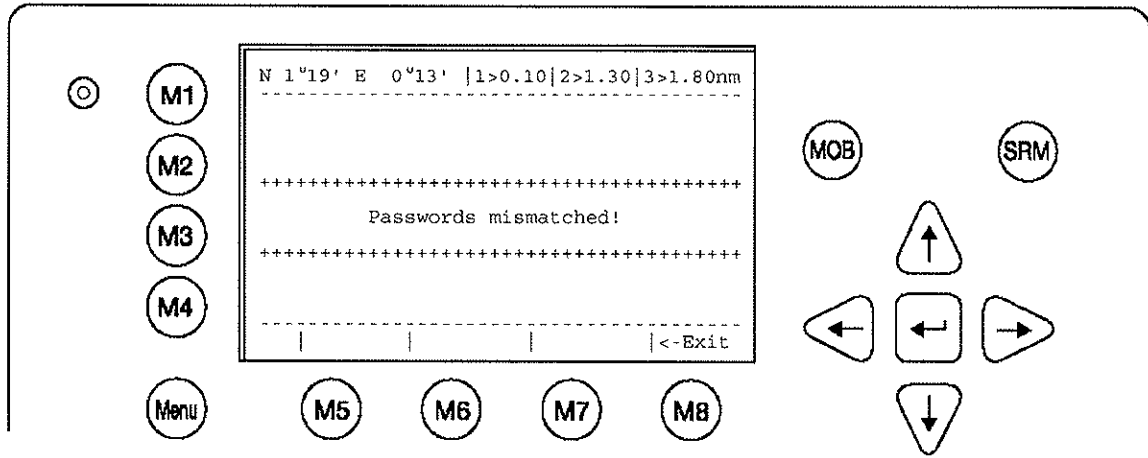 N 1°19' E 0°13' |1>0.10|2>1.30|3>1.80nm
Passwords mismatched!
| | | |<-Exit
M1
M2
M3
M4
Menu
M5 M6 M7 M8
MOB SRM